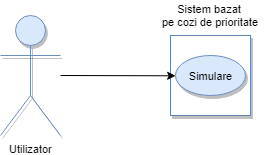 Sistem bazat
pe cozi de prioritate
Simulare
Utilizator